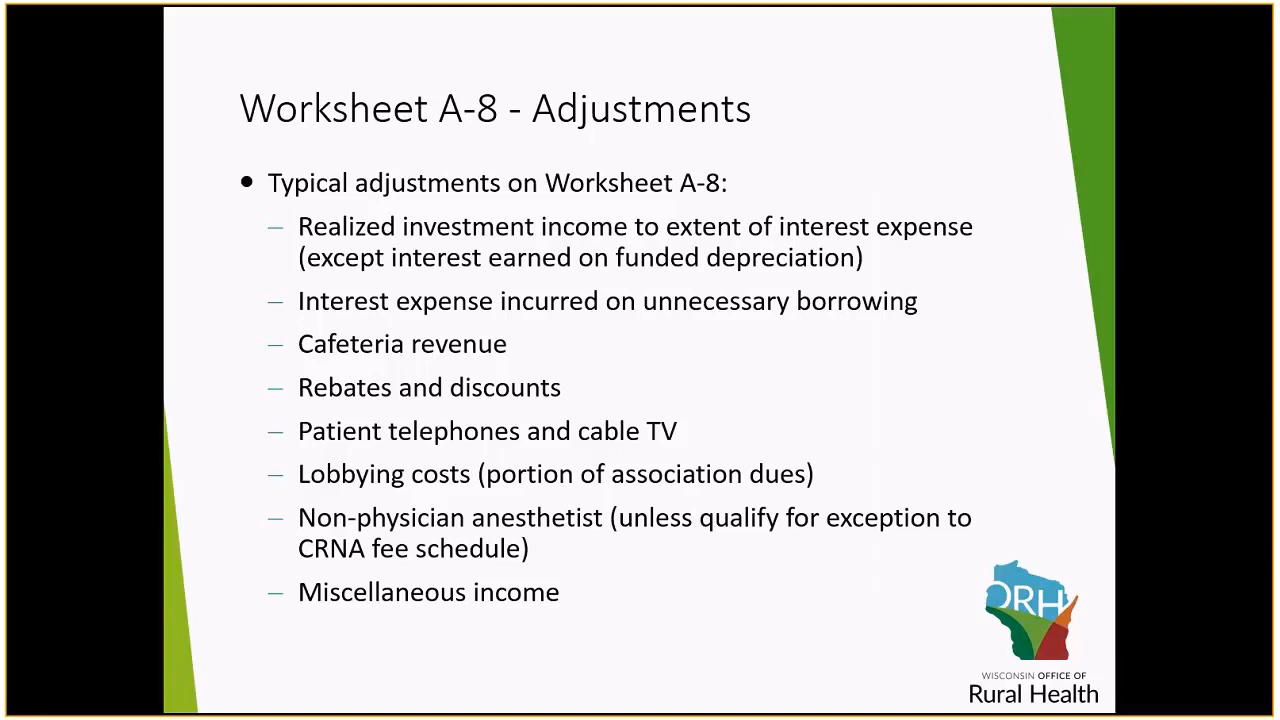 Worksheet A-8 - Adjustments
● Typical adjustments on Worksheet A-8:
– Realized investment income to extent of interest expense
(except interest earned on funded depreciation)
– Interest expense incurred on unnecessary borrowing
– Cafeteria revenue
– Rebates and discounts
– Patient telephones and cable TV
– Lobbying costs (portion of association dues)
– Non-physician anesthetist (unless qualify for exception to
CRNA fee schedule)
– Miscellaneous income
ORH
WISCONSIN OFFICE OF
Rural Health